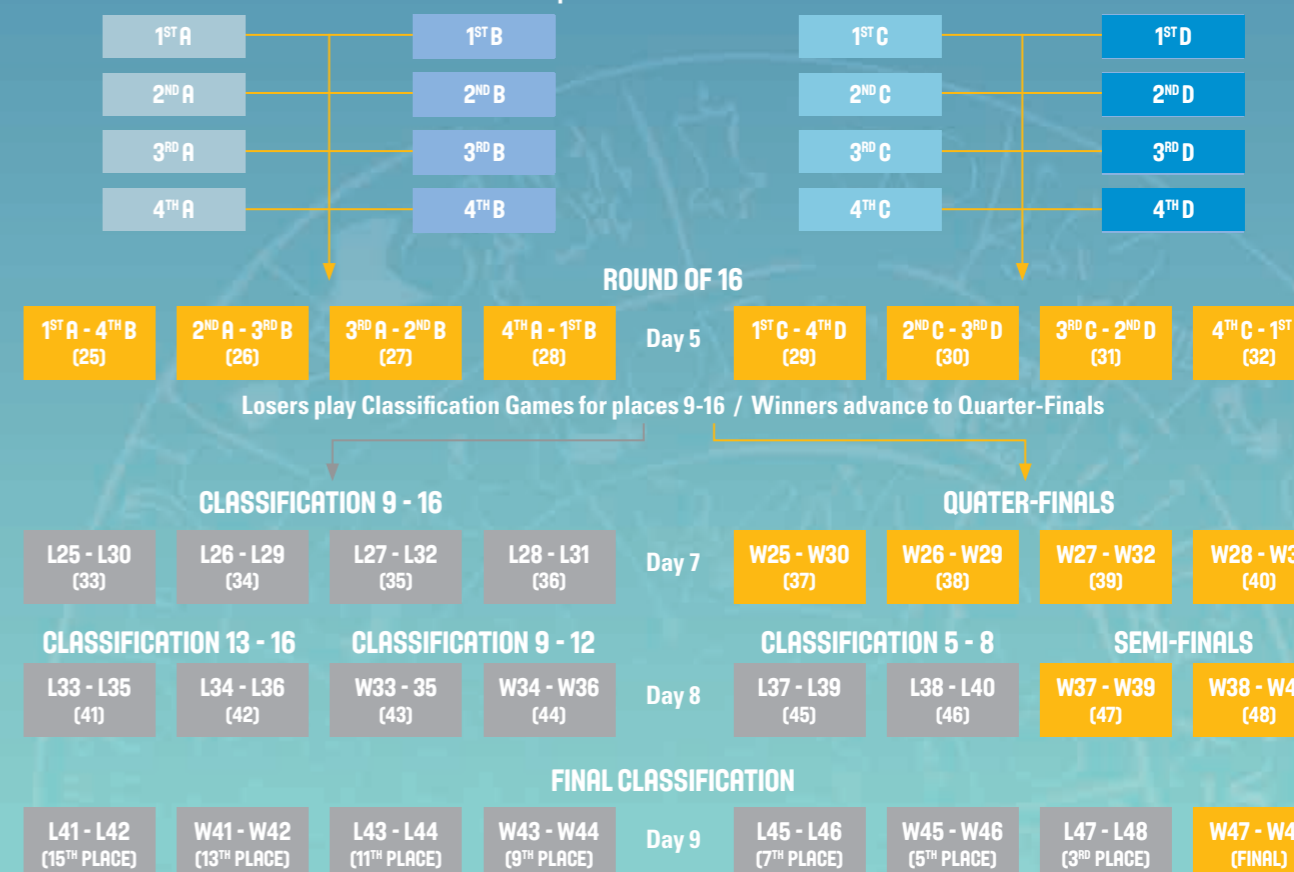 1ST A 1ST B 1ST C 1ST D
2ND A 2ND B 2ND C 2ND D
3RD A 3RD B 3RD C 3RD D
4TH A 4TH B 4TH C 4TH D
ROUND OF 16
1ST A - 4TH B 2ND A - 3RD B 3RD A - 2ND B 4TH A - 1ST B Day 5 1ST C - 4TH D 2ND C - 3RD D 3RD C - 2ND D 4TH C - 1ST
(25) (26) (27) (28) (29) (30) (31) (32)
Losers play Classification Games for places 9-16 / Winners advance to Quarter-Finals
CLASSIFICATION 9 - 16 QUATER-FINALS
L25 - L30 L26 - L29 L27 - L32 L28 - L31 Day 7 W25 - W30 W26 - W29 W27 - W32 W28 -
(33) (34) (35) (36) (37) (38) (39) (40)
CLASSIFICATION 13 - 16 CLASSIFICATION 9 - 12 CLASSIFICATION 5 - 8 SEMI-FINALS
L33 - L35 L34 - L36 W33 - 35 W34 - W36 Day 8 L37 - L39 L38 - L40 W37 - W39 W38 -
(41) (42) (43) (44) (45) (46) (47) (48)
FINAL CLASSIFICATION
L41 - L42 W41 - W42 L43 - L44 W43 - W44 Day 9 L45 - L46 W45 - W46 L47 - L48 W47 -
(15TH PLACE) (13TH PLACE) (11TH PLACE) (9TH PLACE) (7TH PLACE) (5TH PLACE) (3RD PLACE) (FINAL)